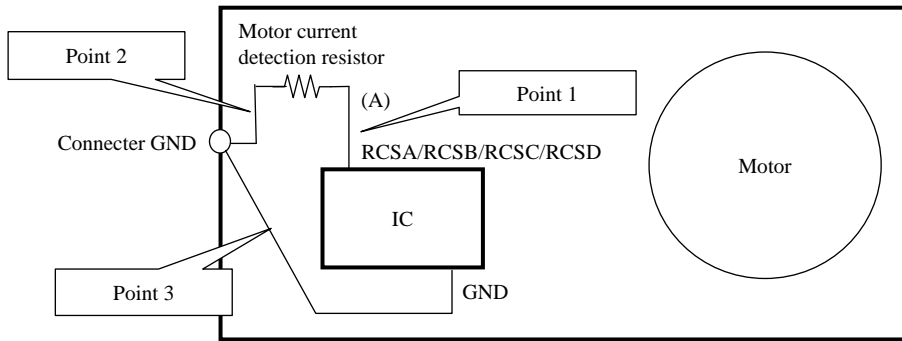 Motor current
detection resistor
Point 2
(A)
Point 1
Connecter GND
RCSA/RCSB/RCSC/RCSD
Motor
IC
Point 3
GND